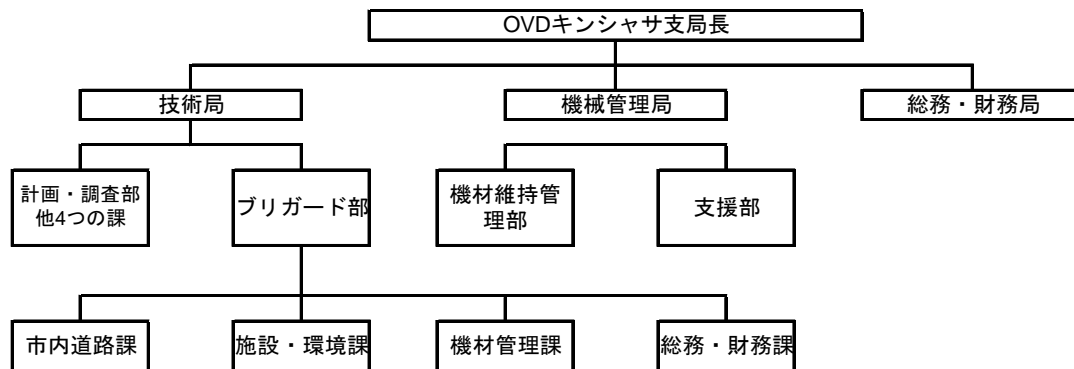 OVDキンシャサ支局長
技術局
機械管理局
総務・財務局
計画・調査部
他4つの課
ブリガード部
機材維持管
理部
支援部
市内道路課
施設・環境課
機材管理課
総務・財務課